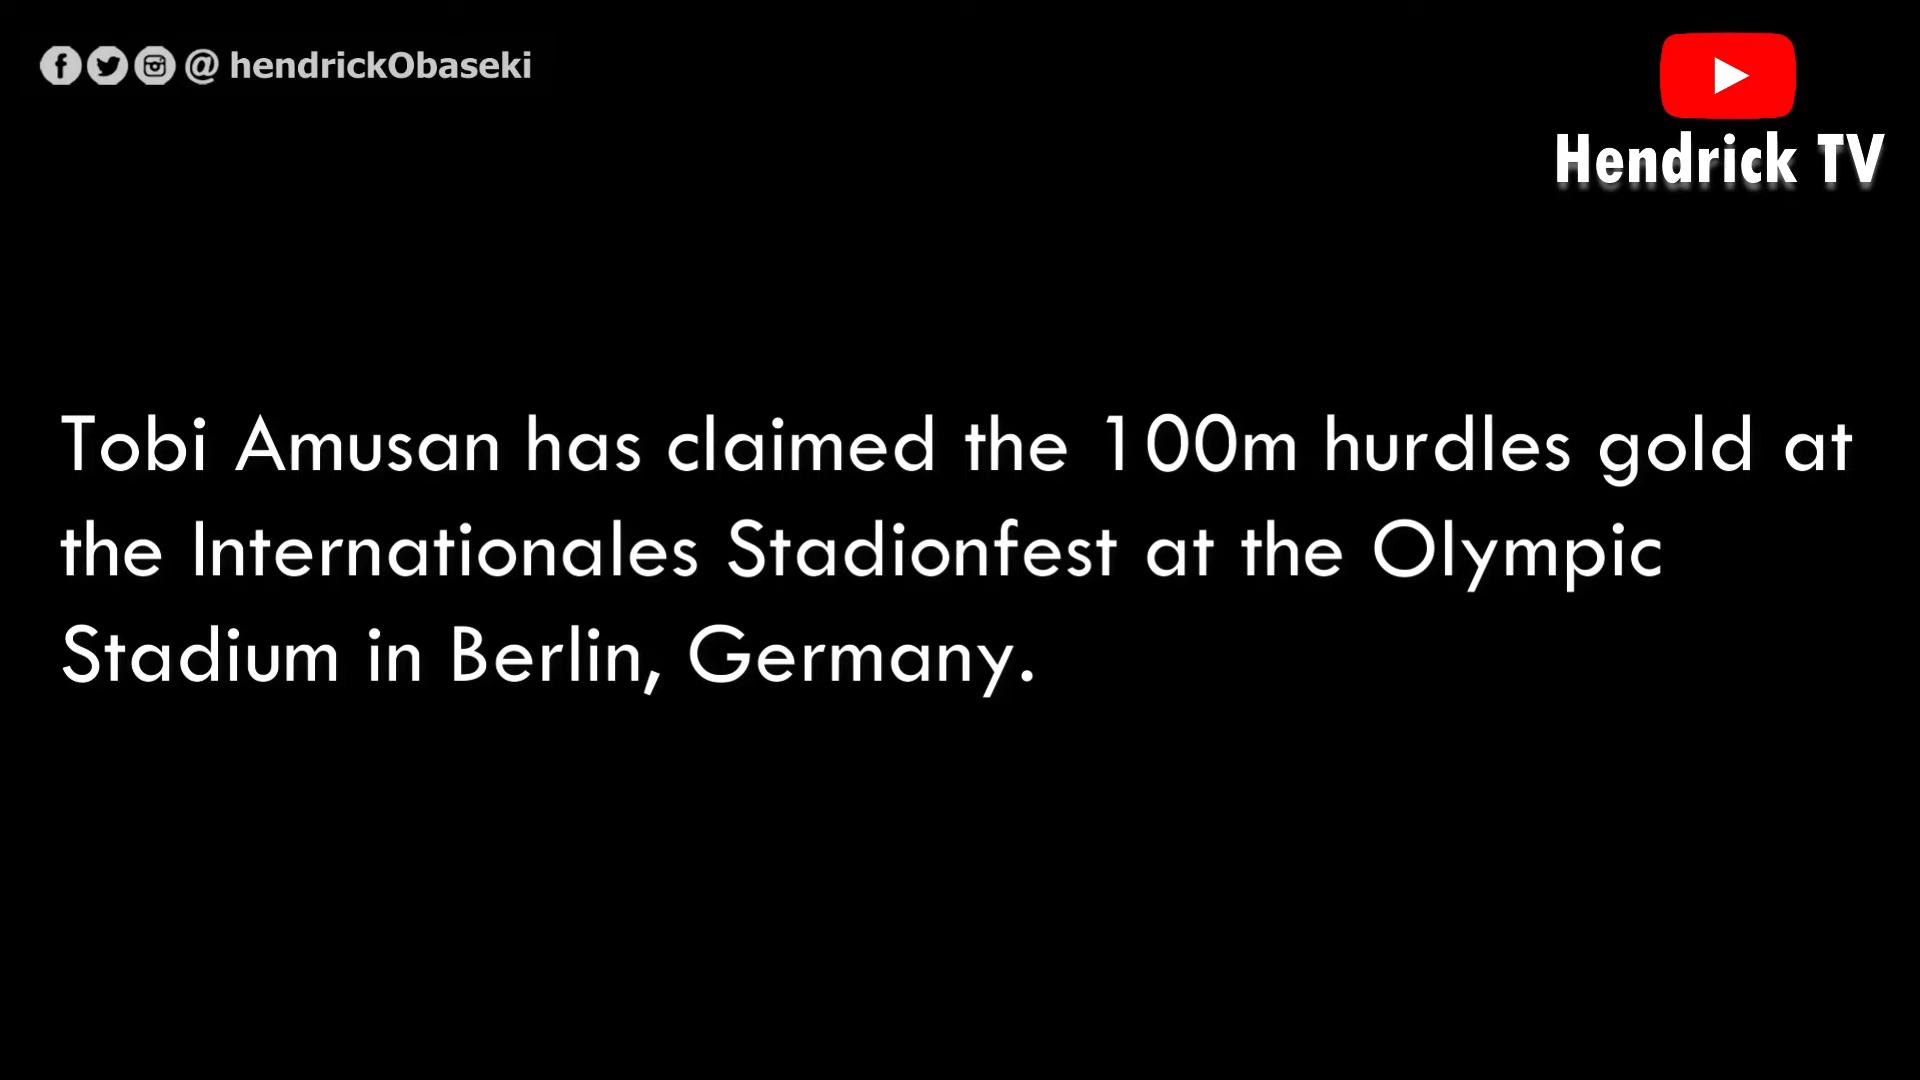 @ hendrickObaseki
Hendrick TV
Tobi Amusan has claimed the 100m hurdles gold at
the Internationales Stadionfest at the Olympic
Stadium in Berlin, Germany.